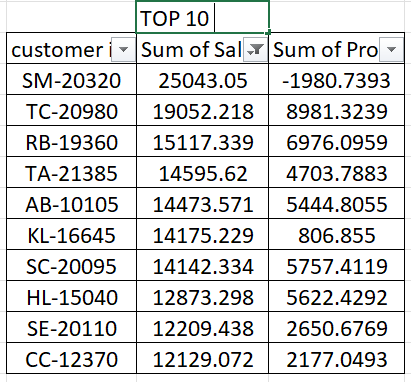 TOP 10
customer i Sum of Sal Sum of Pro
SM-20320 25043.05 -1980.7393
TC-20980 19052.218 8981.3239
RB-19360 15117.339 6976.0959
TA-21385 14595.62 4703.7883
AB-10105 14473.571 5444.8055
KL-16645 14175.229 806.855
SC-20095 14142.334 5757.4119
HL-15040 12873.298 5622.4292
SE-20110 12209.438 2650.6769
CC-12370 12129.072 2177.0493